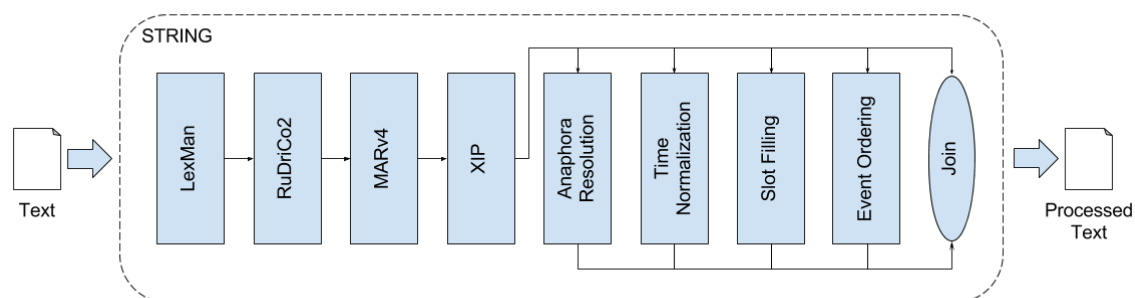 STRING
Text
LexMan
RuDriCo2
MARv4
XIP
Anaphora
Resolution
Time
Normalization
Slot Filling
Event Ordering
Join
Processed
Text